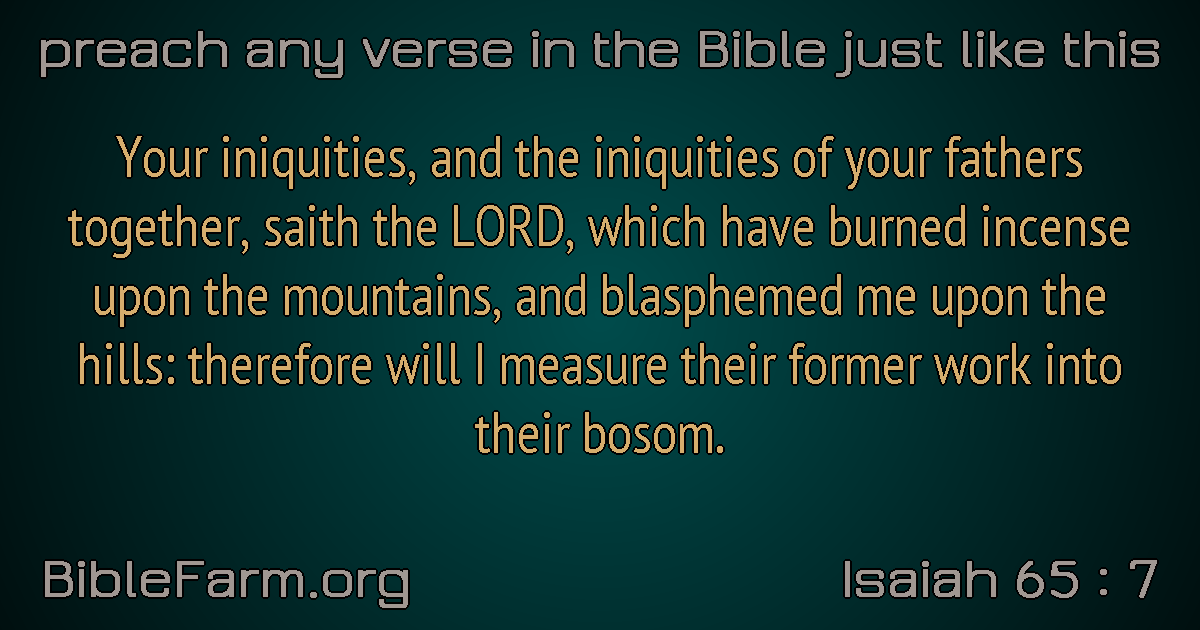 preach any verse in the Bible just like this
Your iniquities, and the iniquities of your fathers
together, saith the LORD, which have burned incense
upon the mountains, and blasphemed me upon the
hills: therefore will I measure their former work into
their bosom.
BibleFarm.org
Isaiah 65 : 7